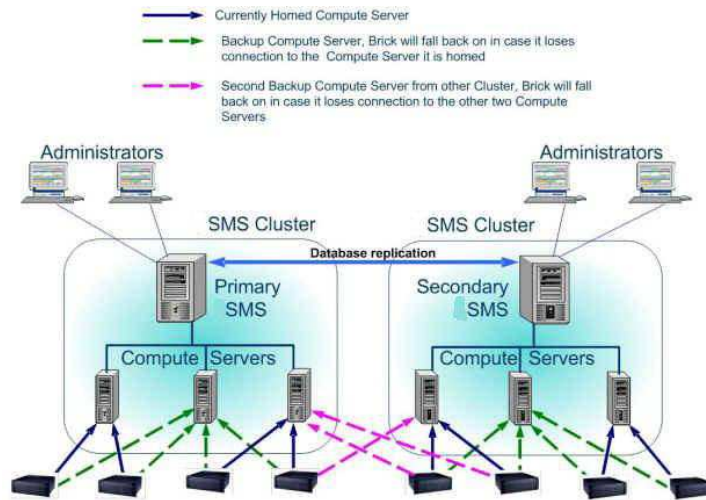 Currently Homed Compute Server
Backup Compute Server, Brick will fall back on in case it loses
connection to the Compute Server it is homed
Second Backup Compute Server from other Cluster, Brick will fall
back on in case it loses connection to the other two Compute
Servers
Administrators
Administrators
SMS Cluster
SMS Cluster
Database replication
Primary
SMS
Secondary
SMS
Compute Servers
Compute Servers